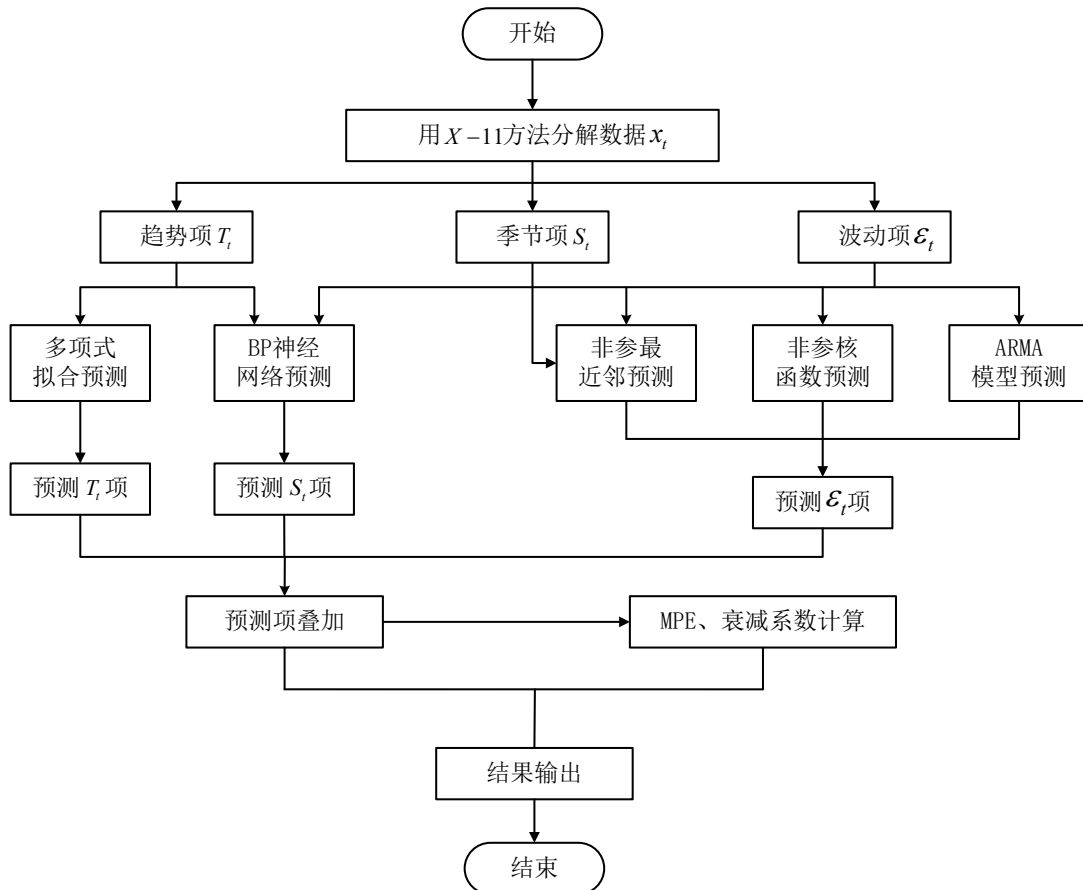 开始
用X-11方法分解数据x_t
趋势项T_t
季节项S_t
波动项ε_t
多项式
拟合预测
BP神经
网络预测
非参最
近邻预测
非参核
函数预测
ARMA
模型预测
预测T_t项
预测S_t项
预测ε_t项
预测项叠加
MPE、衰减系数计算
结果输出
结束